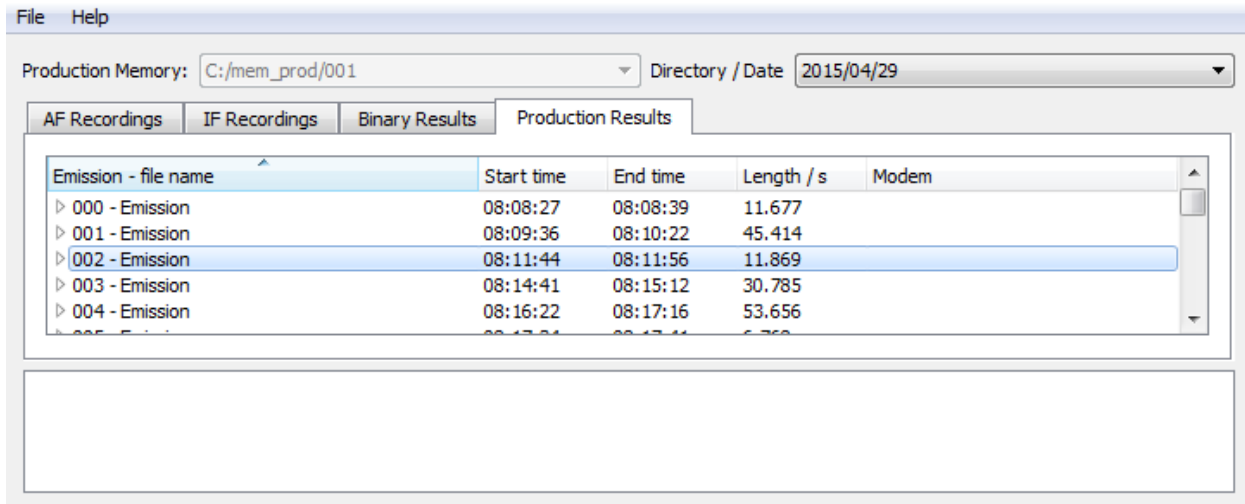 File Help
Production Memory: C:/mem_prod/001 Directory / Date 2015/04/29
AF Recordings IF Recordings Binary Results Production Results
Emission - file name Start time End time Length / s Modem
000 - Emission 08:08:27 08:08:39 11.677
001 - Emission 08:09:36 08:10:22 45.414
002 - Emission 08:11:44 08:11:56 11.869
003 - Emission 08:14:41 08:15:12 30.785
004 - Emission 08:16:22 08:17:16 53.656